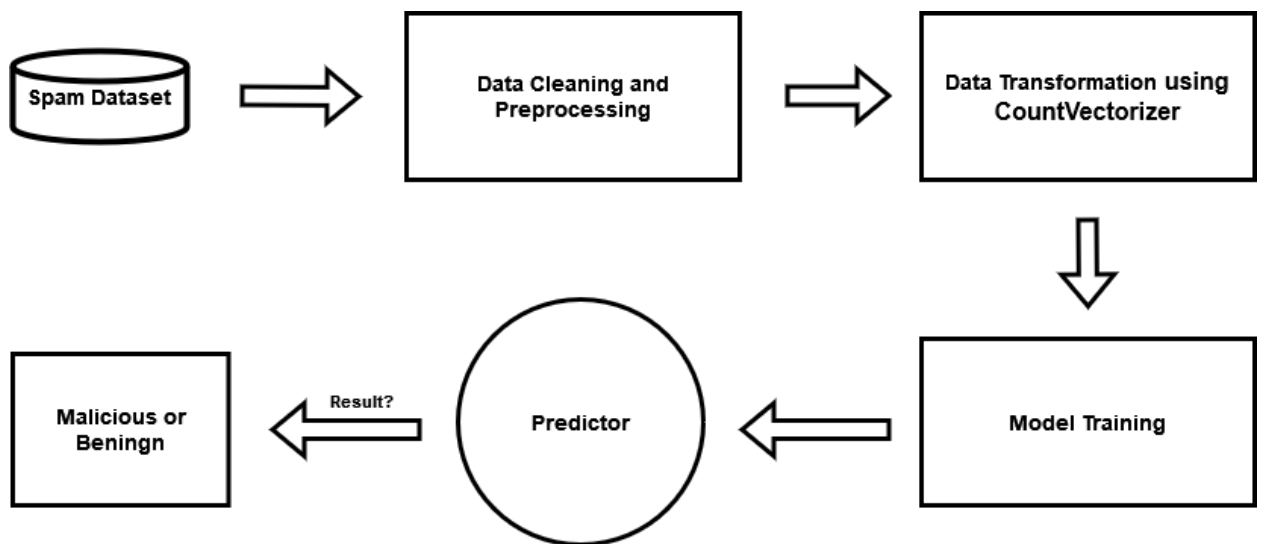 Spam Dataset
Data Cleaning and
Preprocessing
Data Transformation using
CountVectorizer
Model Training
Predictor
Result?
Malicious or
Beningn